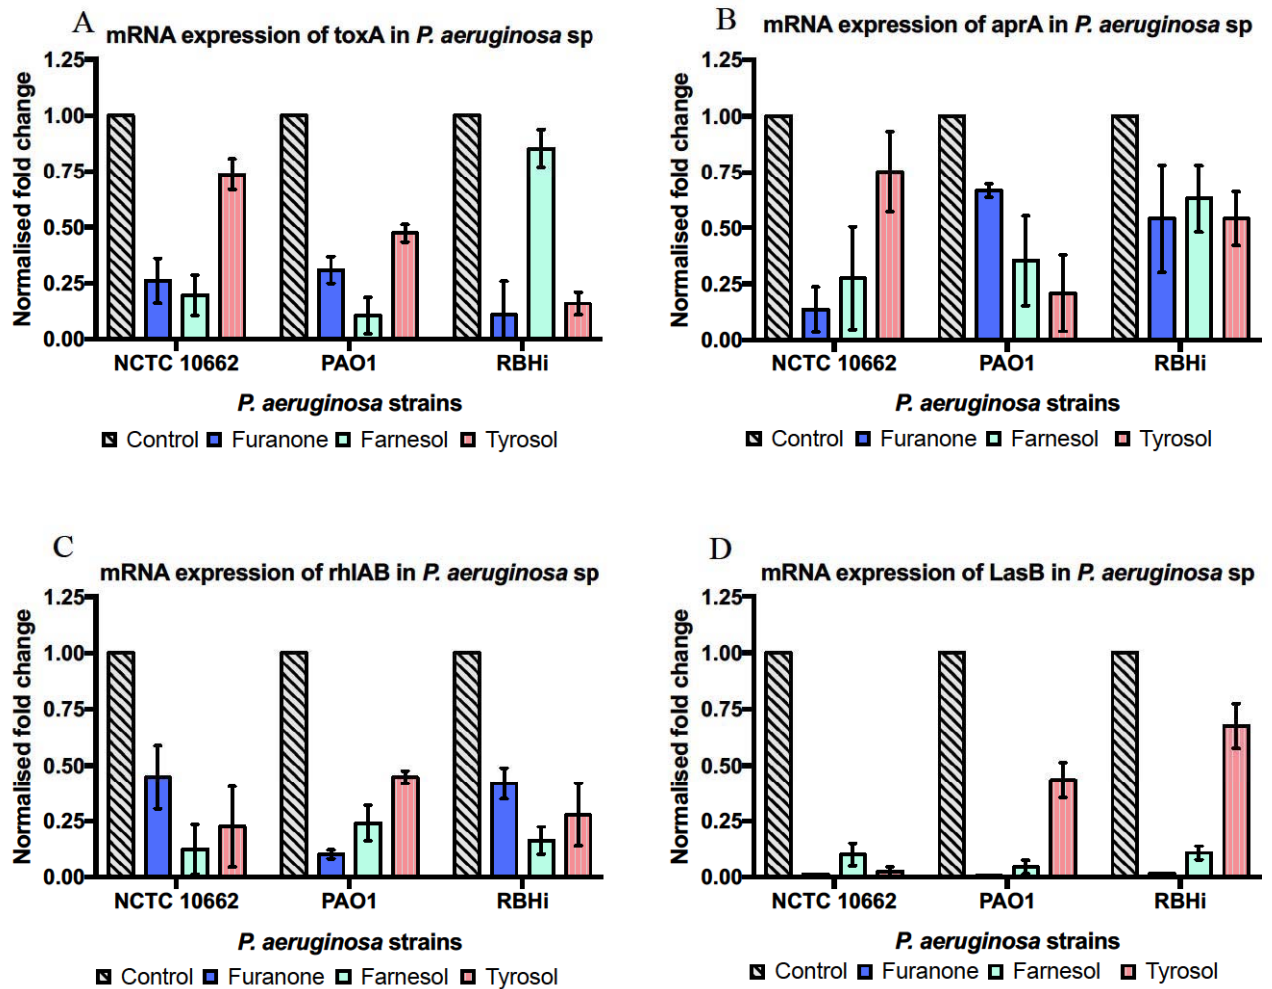 A
mRNA expression of toxA in P. aeruginosa sp
Normalised fold change
1.25
1.00
0.75
0.50
0.25
0.00
NCTC 10662 PAO1 RBHi
P. aeruginosa strains
Control Furanone Farnesol Tyrosol
B
mRNA expression of aprA in P. aeruginosa sp
Normalised fold change
1.25
1.00
0.75
0.50
0.25
0.00
NCTC 10662 PAO1 RBHi
P. aeruginosa strains
Control Furanone Farnesol Tyrosol
C
mRNA expression of rhlAB in P. aeruginosa sp
Normalised fold change
1.25
1.00
0.75
0.50
0.25
0.00
NCTC 10662 PAO1 RBHi
P. aeruginosa strains
Control Furanone Farnesol Tyrosol
D
mRNA expression of LasB in P. aeruginosa sp
Normalised fold change
1.25
1.00
0.75
0.50
0.25
0.00
NCTC 10662 PAO1 RBHi
P. aeruginosa strains
Control Furanone Farnesol Tyrosol